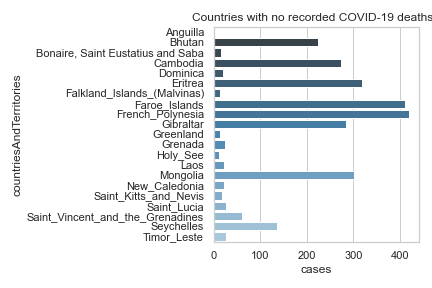 Countries with no recorded COVID-19 deaths
Anguilla
Bhutan
Bonaire, Saint Eustatius and Saba
Cambodia
Dominica
Eritrea
Falkland_Islands_(Malvinas)
Faroe_Islands
French_Polynesia
Gibraltar
Greenland
Grenada
Holy_See
Laos
Mongolia
New_Caledonia
Saint_Kitts_and_Nevis
Saint_Lucia
Saint_Vincent_and_the_Grenadines
Seychelles
Timor_Leste
countriesAndTerritories
0 100 200 300 400
cases